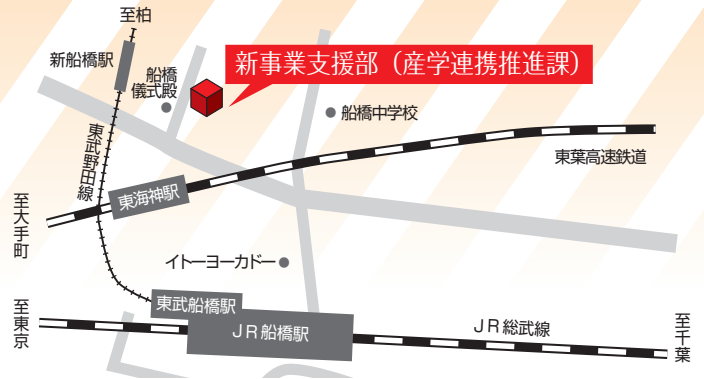 至柏
新船橋駅
船橋
儀式殿
新事業支援部（産学連携推進課）
船橋中学校
東武野田線
東葉高速鉄道
東海神駅
至大手町
イトーヨーカドー
東武船橋駅
至東京
ＪＲ船橋駅
ＪＲ総武線
至千葉